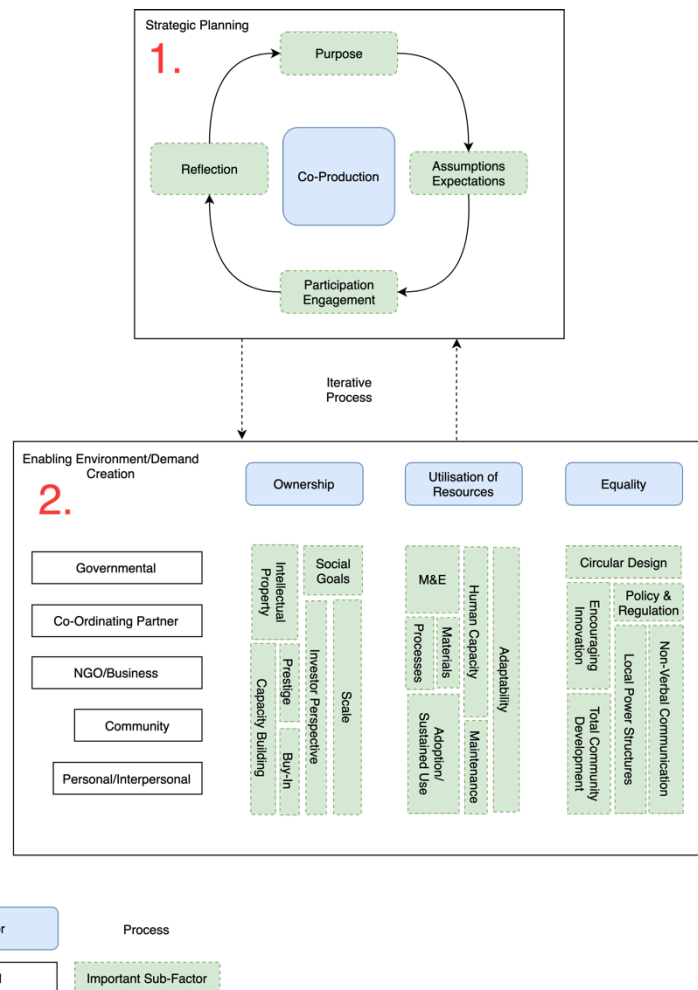 Strategic Planning
1.
Purpose
Reflection
Co-Production
Assumptions
Expectations
Participation
Engagement
Iterative
Process
Enabling Environment/Demand
Creation
2.
Ownership
Utilisation of
Resources
Equality
Governmental
Co-Ordinating Partner
NGO/Business
Community
Personal/Interpersonal
Intellectual
Property
Social
Goals
Capacity Building
Prestige
Buy-In
Investor Perspective
Scale
M&E
Processes
Materials
Human Capacity
Adaptability
Adoption/
Sustained Use
Maintenance
Circular Design
Encouraging
Innovation
Policy &
Regulation
Total Community
Development
Local Power Structures
Non-Verbal Communication
Process
Important Sub-Factor